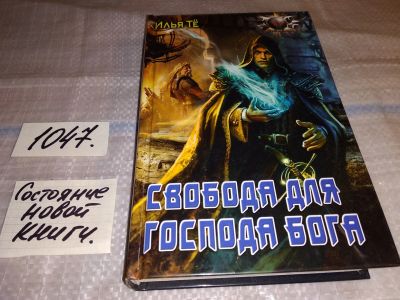 ИЛЬЯ ТЁ
СВОБОДА ДЛЯ
ГОСПОДА БОГА
1047.
Состояние
новой
книги.